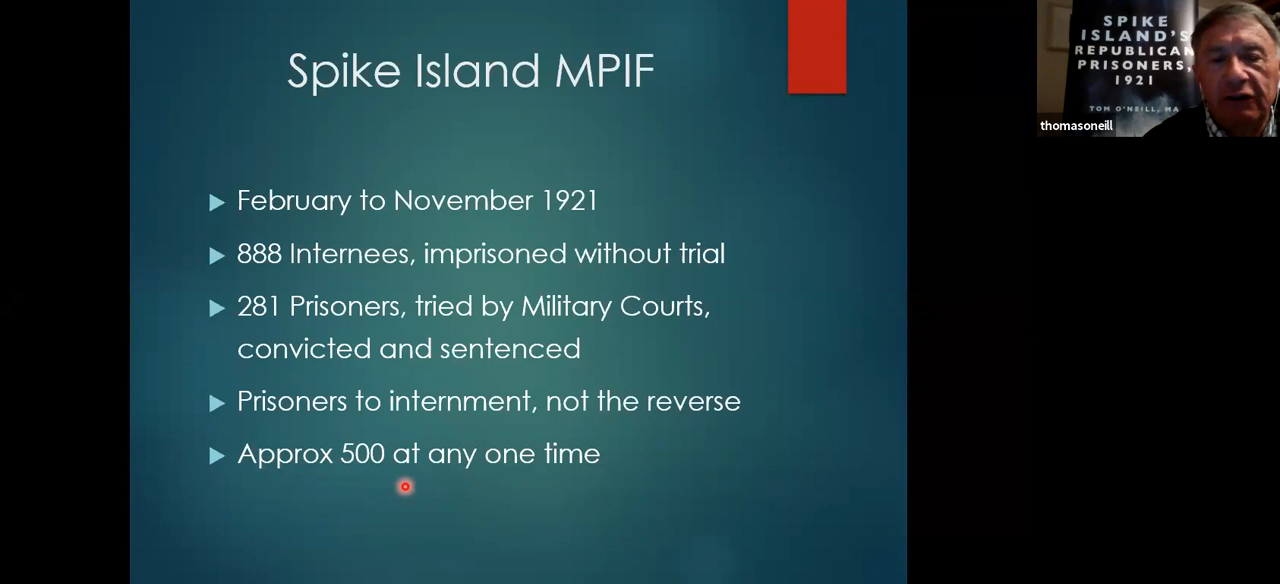 Spike Island MPIF
February to November 1921
888 Internees, imprisoned without trial
281 Prisoners, tried by Military Courts,
convicted and sentenced
Prisoners to internment, not the reverse
Approx 500 at any one time
SPIKE
ISLAND'S
REPUBLICAN
PRISONERS,
1921
TOM O'NEILL, MA
thomasoneill